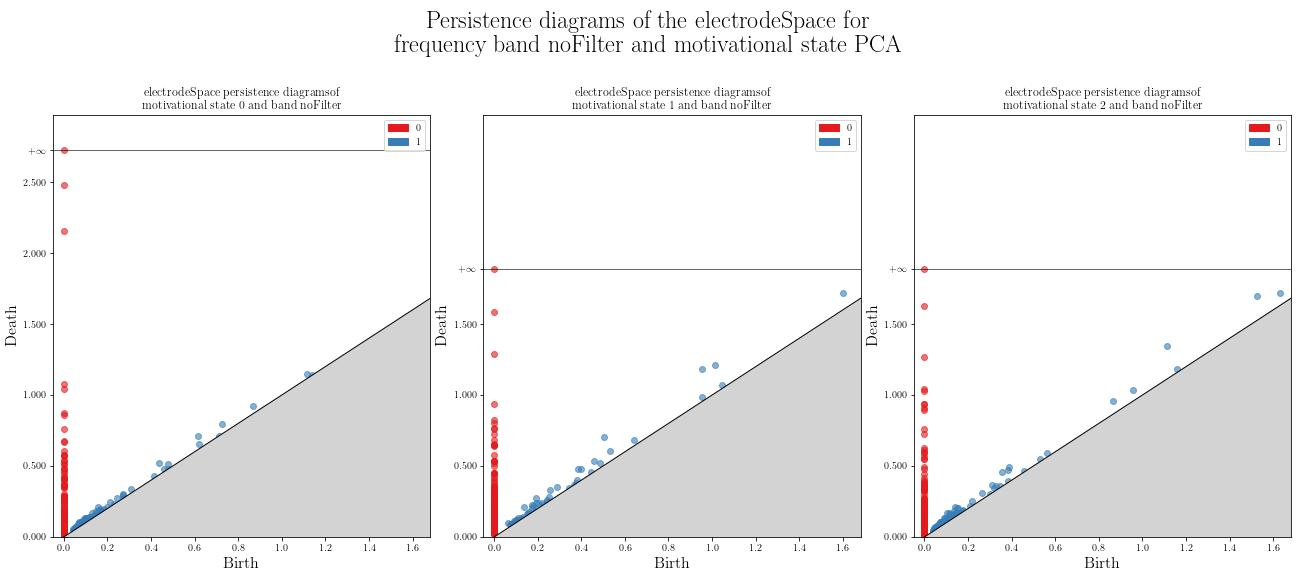 Persistence diagrams of the electrodeSpace for
frequency band noFilter and motivational state PCA
electrodeSpace persistence diagramsof
motivational state 0 and band noFilter
0
1
+∞
2.500
2.000
1.500
1.000
0.500
0.000
Death
0.0 0.2 0.4 0.6 0.8 1.0 1.2 1.4 1.6
Birth
electrodeSpace persistence diagramsof
motivational state 1 and band noFilter
0
1
+∞
1.500
1.000
0.500
0.000
Death
0.0 0.2 0.4 0.6 0.8 1.0 1.2 1.4 1.6
Birth
electrodeSpace persistence diagramsof
motivational state 2 and band noFilter
0
1
+∞
1.500
1.000
0.500
0.000
Death
0.0 0.2 0.4 0.6 0.8 1.0 1.2 1.4 1.6
Birth